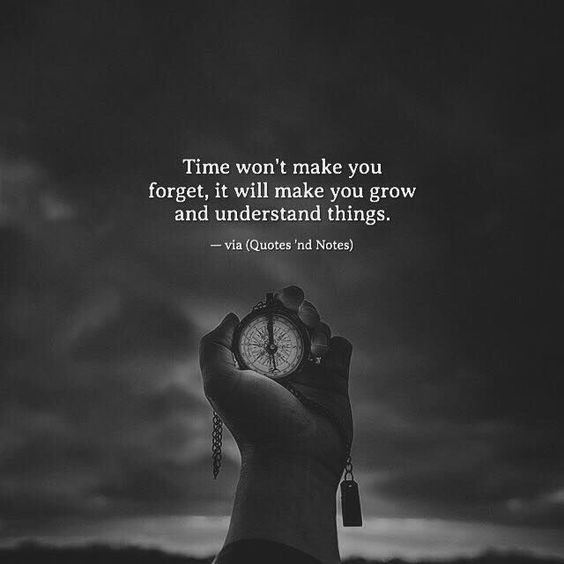 Time won't make you
forget, it will make you grow
and understand things.
— via (Quotes 'nd Notes)